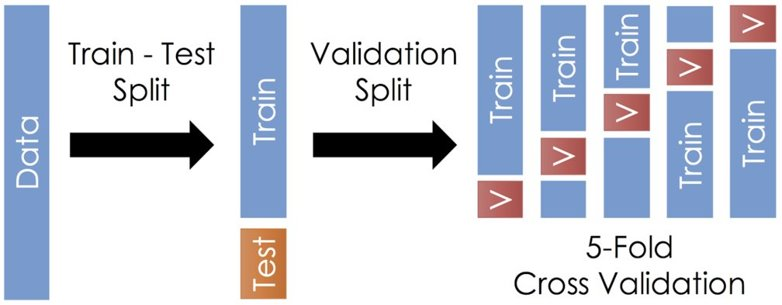 Data
Train - Test
Split
Train
Test
Validation
Split
Train
V
Train
V
Train
V
V
Train
V
Train
5-Fold
Cross Validation